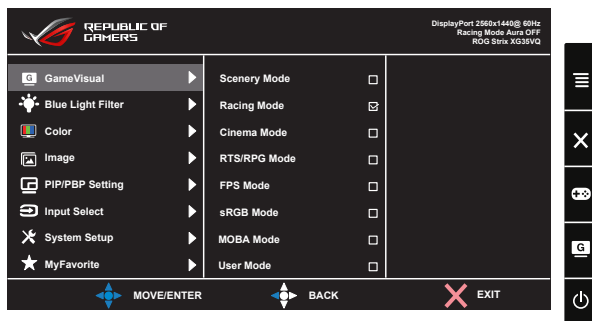 REPUBLIC OF
GAMERS
DisplayPort 2560x1440@ 60Hz
Racing Mode Aura OFF
ROG Strix XG35VQ
G GameVisual
Blue Light Filter
Color
Image
PIP/PBP Setting
Input Select
System Setup
MyFavorite
Scenery Mode
Racing Mode
Cinema Mode
RTS/RPG Mode
FPS Mode
sRGB Mode
MOBA Mode
User Mode
MOVE/ENTER
BACK
EXIT
G